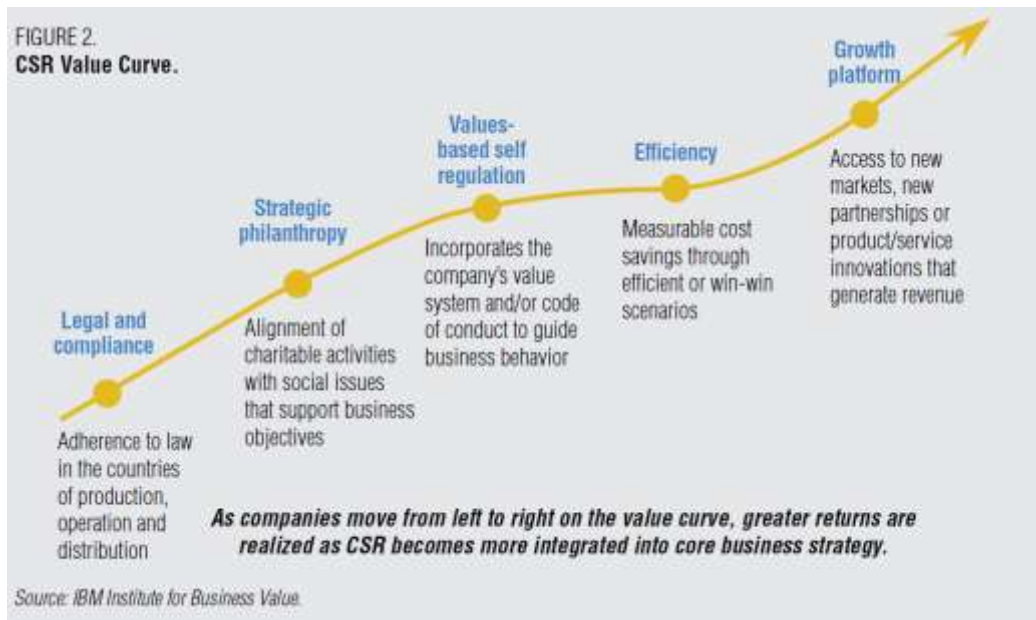 FIGURE 2.
CSR Value Curve.
Legal and
compliance
Adherence to law
in the countries
of production,
operation and
distribution
Strategic
philanthropy
Alignment of
charitable activities
with social issues
that support business
objectives
Values-
based self
regulation
Incorporates the
company's value
system and/or code
of conduct to guide
business behavior
Efficiency
Measurable cost
savings through
efficient or win-win
scenarios
Growth
platform
Access to new
markets, new
partnerships or
product/service
innovations that
generate revenue
As companies move from left to right on the value curve, greater returns are
realized as CSR becomes more integrated into core business strategy.
Source: IBM Institute for Business Value.